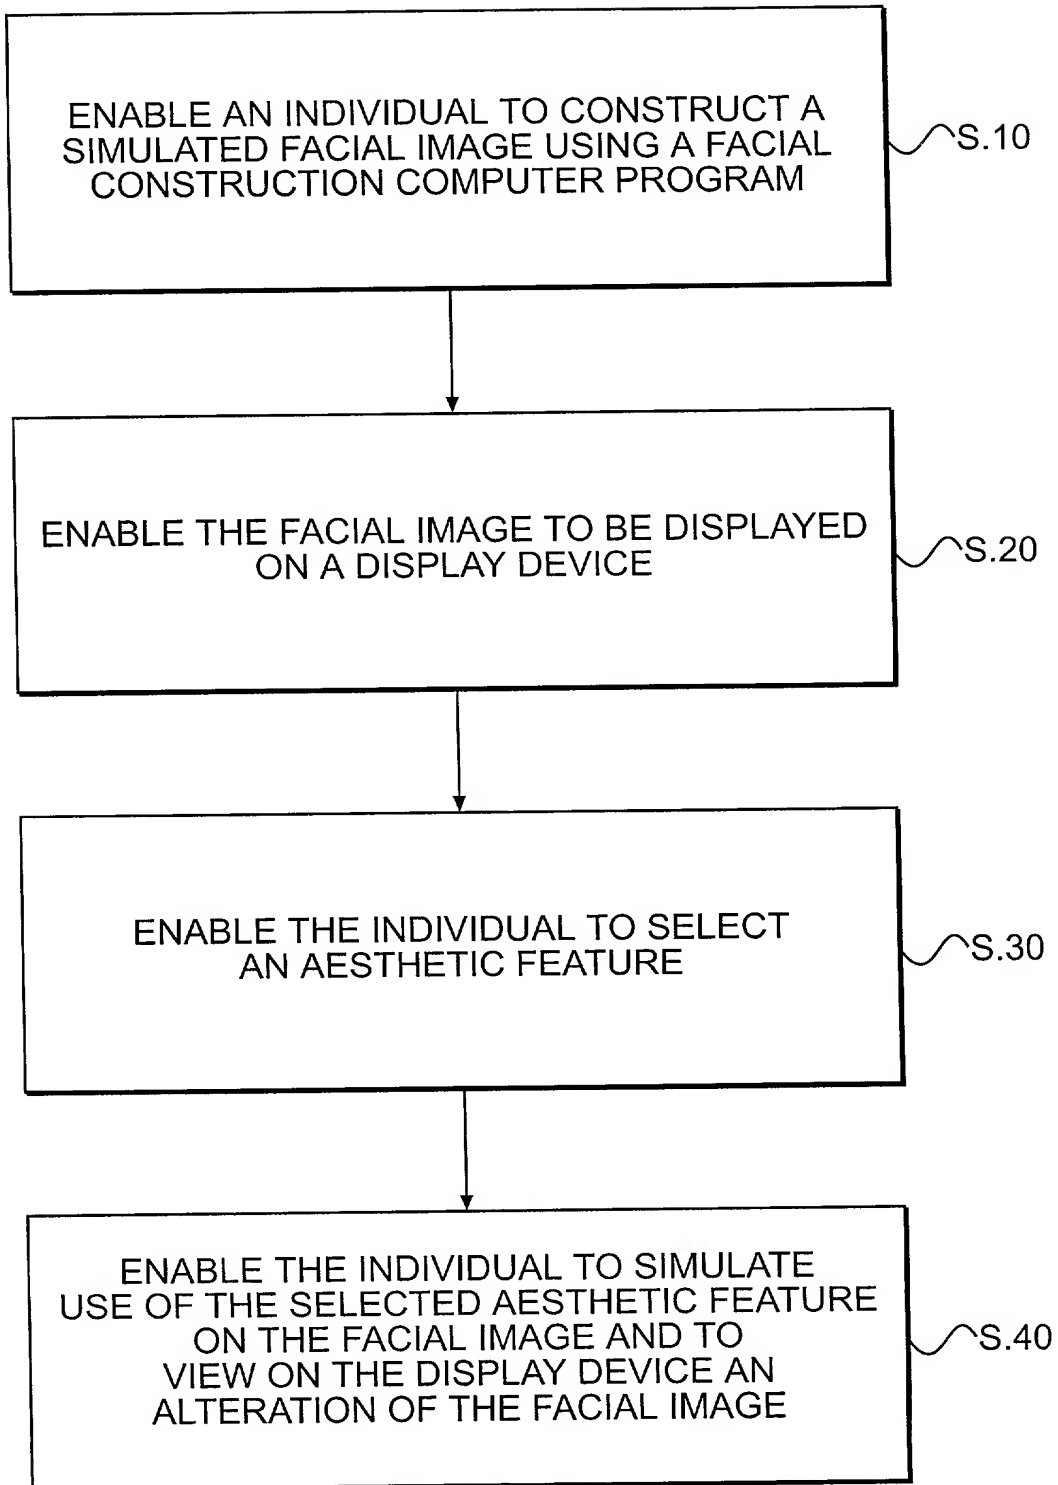 ENABLE AN INDIVIDUAL TO CONSTRUCT A
SIMULATED FACIAL IMAGE USING A FACIAL
CONSTRUCTION COMPUTER PROGRAM
S.10
ENABLE THE FACIAL IMAGE TO BE DISPLAYED
ON A DISPLAY DEVICE
S.20
ENABLE THE INDIVIDUAL TO SELECT
AN AESTHETIC FEATURE
S.30
ENABLE THE INDIVIDUAL TO SIMULATE
USE OF THE SELECTED AESTHETIC FEATURE
ON THE FACIAL IMAGE AND TO
VIEW ON THE DISPLAY DEVICE AN
ALTERATION OF THE FACIAL IMAGE
S.40